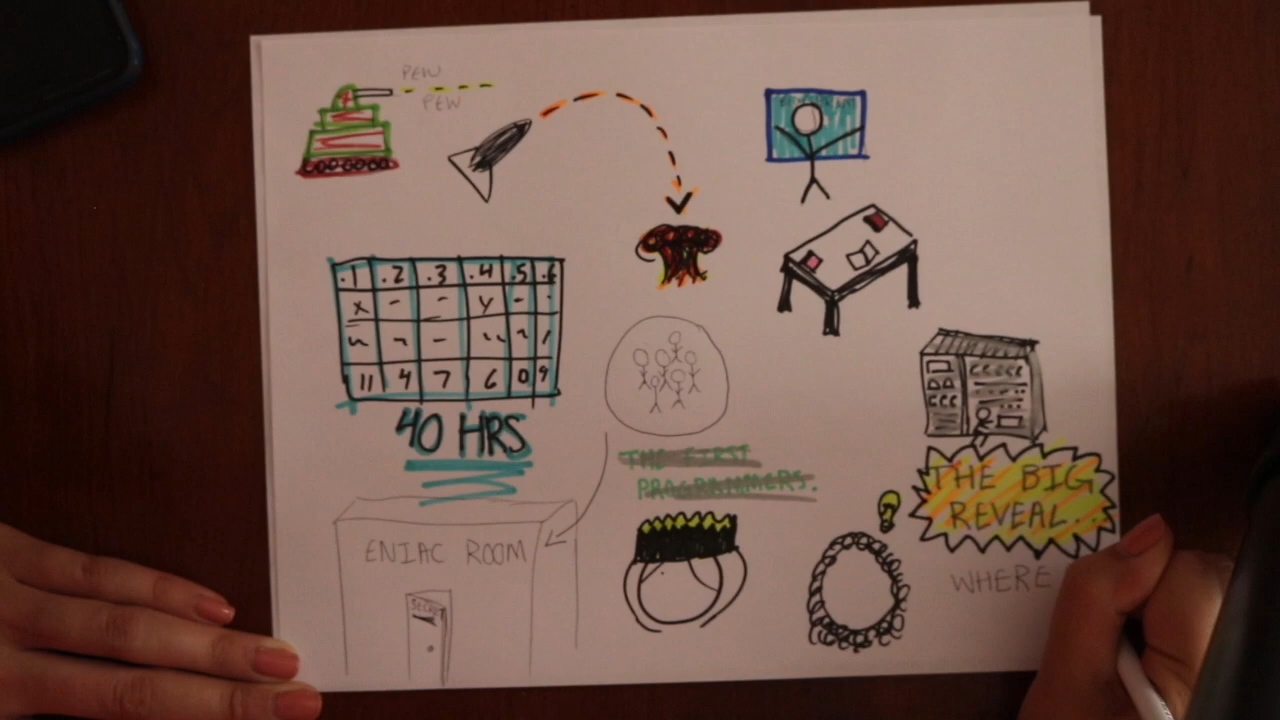 PEW
PEW
.1 .2 .3 .4 .5 .6
X - - Y - -
11 4 7 6 0 9
40 HRS
THE FIRST
PROGRAMMERS.
ENIAC ROOM
SECRET
THE BIG
REVEAL...
WHERE